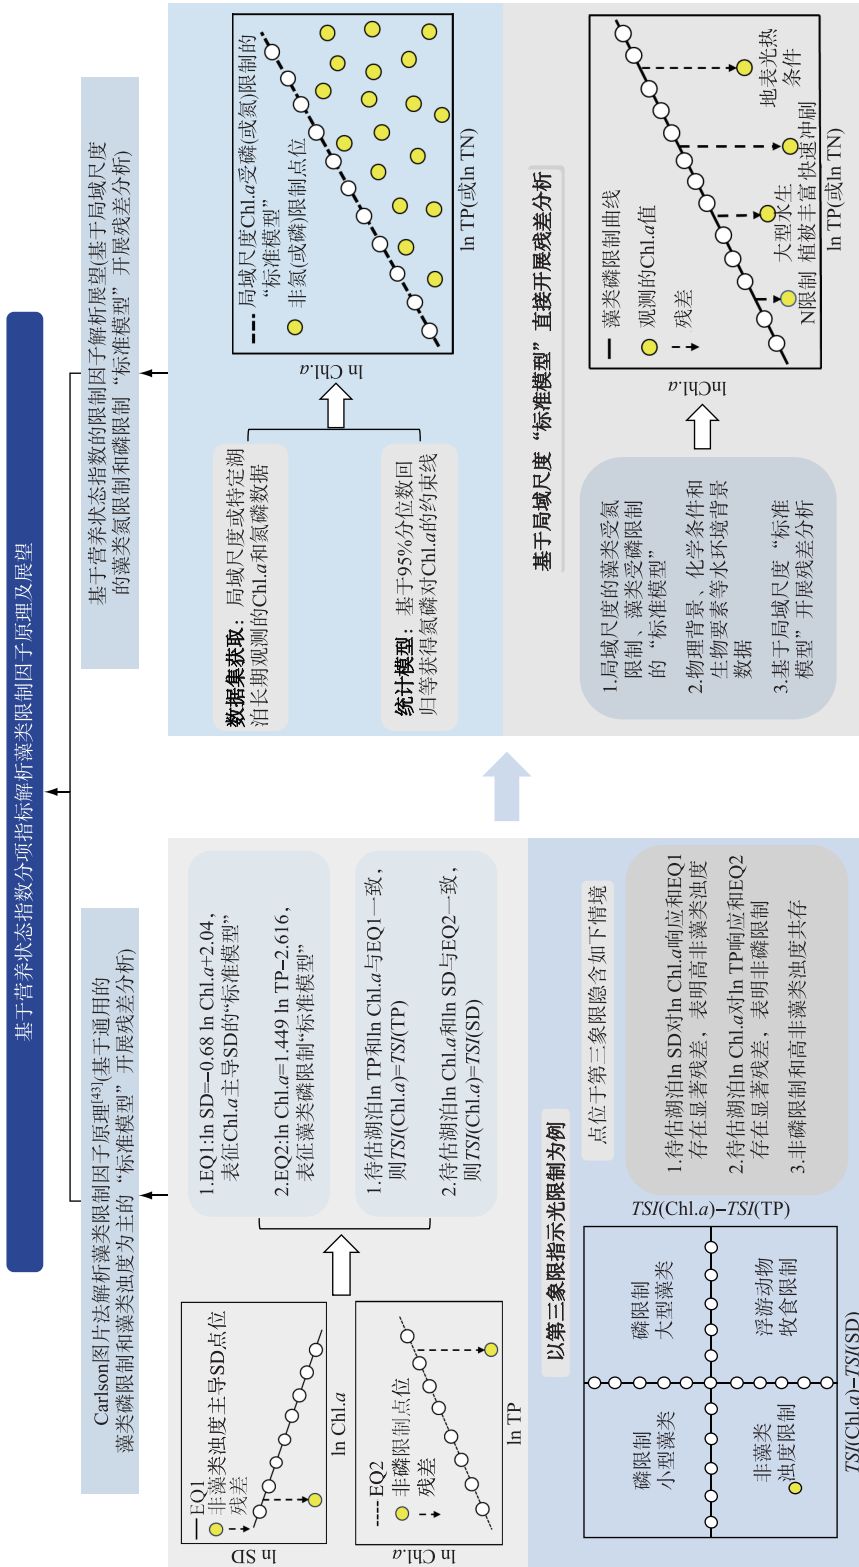 基于营养状态指数分项指标解析藻类限制因子原理及展望
Carlson图片法解析藻类限制因子原理[43](基于通用的
藻类磷限制和藻类浊度为主的“标准模型”开展残差分析)
EQ1
非藻类浊度主导SD点位
残差
ln SD
ln Chl.a
EQ2
非磷限制点位
残差
ln Chl.a
ln TP
1.EQ1:ln SD=−0.68 ln Chl.a+2.04,
表征Chl.a主导SD的“标准模型”
2.EQ2:ln Chl.a=1.449 ln TP−2.616,
表征藻类磷限制“标准模型”
1.待估湖泊ln TP和ln Chl.a与EQ1一致,
则TSI(Chl.a)=TSI(TP)
2.待估湖泊ln Chl.a和ln SD与EQ2一致,
则TSI(Chl.a)=TSI(SD)
以第三象限指示光限制为例
磷限制
小型藻类
磷限制
大型藻类
非藻类
浊度限制
浮游动物
牧食限制
TSI(Chl.a)−TSI(TP)
TSI(Chl.a)−TSI(SD)
点位于第三象限隐含如下情境
1.待估湖泊ln SD对ln Chl.a响应和EQ1
存在显著残差，表明高非藻类浊度
2.待估湖泊ln Chl.a对ln TP响应和EQ2
存在显著残差，表明非磷限制
3.非磷限制和高非藻类浊度共存
基于营养状态指数的限制因子解析展望(基于局域尺度
的藻类氮限制和磷限制“标准模型”开展残差分析)
数据集获取：局域尺度或特定湖
泊长期观测的Chl.a和氮磷数据
统计模型：基于95%分位数回
归等获得氮磷对Chl.a的约束线
局域尺度Chl.a受磷(或氮)限制的
“标准模型”
非氮(或磷)限制点位
ln Chl.a
ln TP(或ln TN)
基于局域尺度“标准模型”直接开展残差分析
1.局域尺度的藻类受氮
限制、藻类受磷限制
的“标准模型”
2.物理背景、化学条件和
生物要素等水环境背景
数据
3.基于局域尺度“标准
模型”开展残差分析
藻类磷限制曲线
观测的Chl.a值
残差
N限制
大型水生
植被丰富
快速冲刷
地表光热
条件
lnChl.a
ln TP(或ln TN)